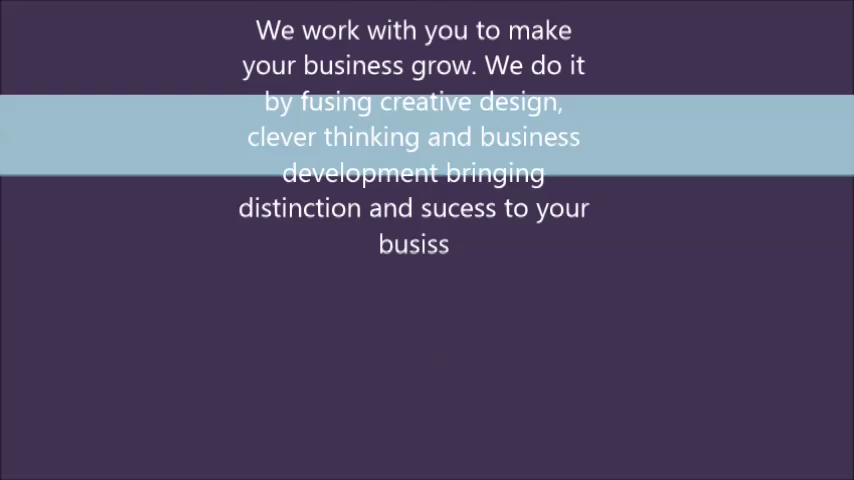 We work with you to make
your business grow. We do it
by fusing creative design,
clever thinking and business
development bringing
distinction and sucess to your
busiss